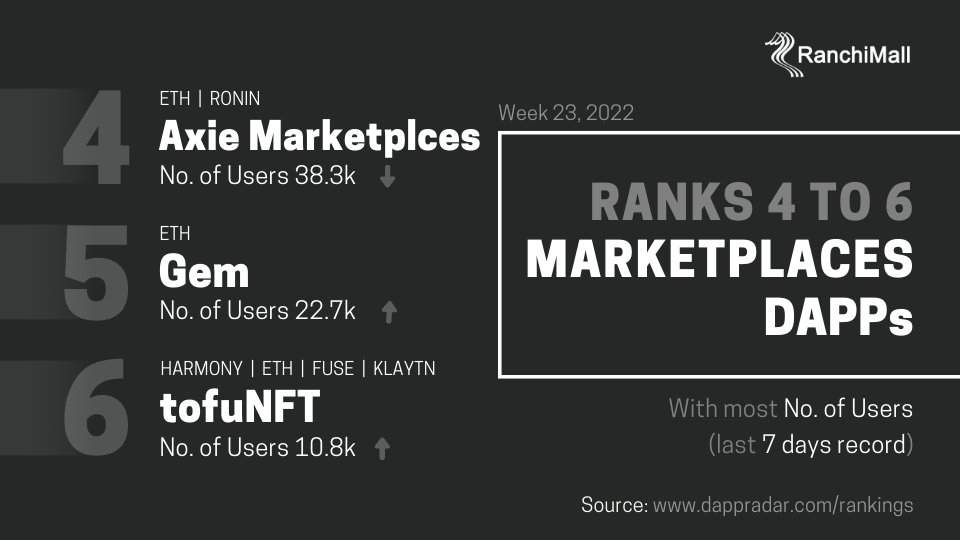 RanchiMall
4
ETH | RONIN
Axie Marketplces
No. of Users 38.3k
5
ETH
Gem
No. of Users 22.7k
6
HARMONY | ETH | FUSE | KLAYTN
tofuNFT
No. of Users 10.8k
Week 23, 2022
RANKS 4 TO 6
MARKETPLACES
DAPPs
With most No. of Users
(last 7 days record)
Source: www.dappradar.com/rankings